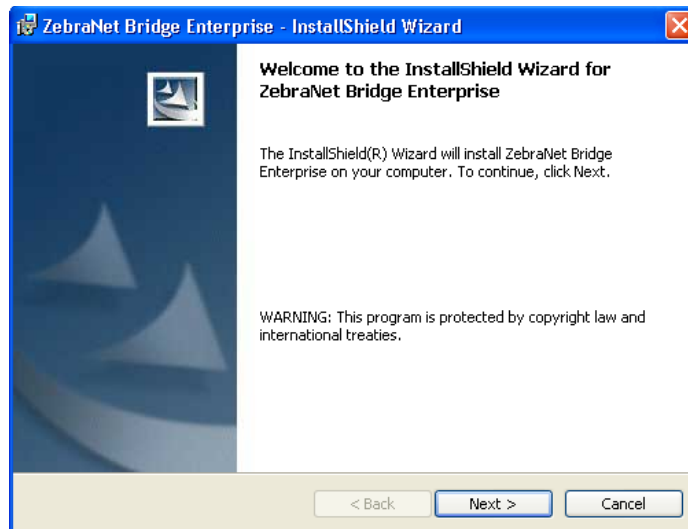 ZebraNet Bridge Enterprise - InstallShield Wizard
Welcome to the InstallShield Wizard for
ZebraNet Bridge Enterprise
The InstallShield(R) Wizard will install ZebraNet Bridge
Enterprise on your computer. To continue, click Next.
WARNING: This program is protected by copyright law and
international treaties.
< Back
Next >
Cancel